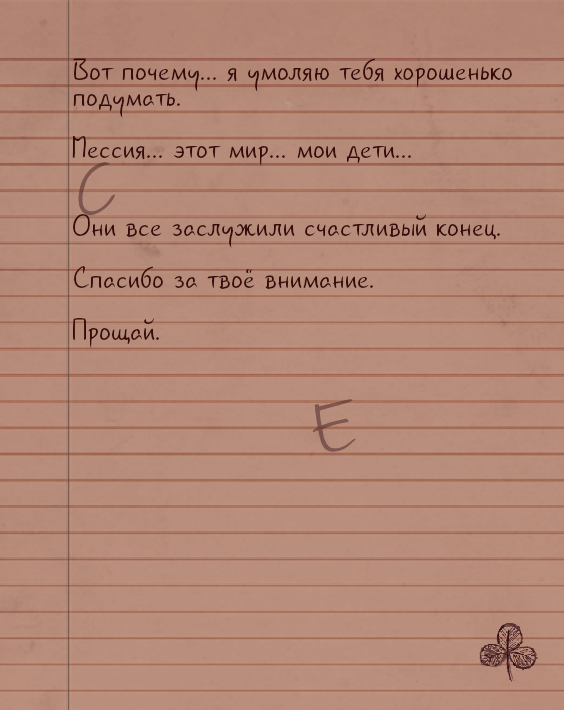 Вот почему... я умоляю тебя хорошенько
подумать.
Мессия... этот мир... мои дети...
С
Они все заслужили счастливый конец.
Спасибо за твоё внимание.
Прощай.
Е